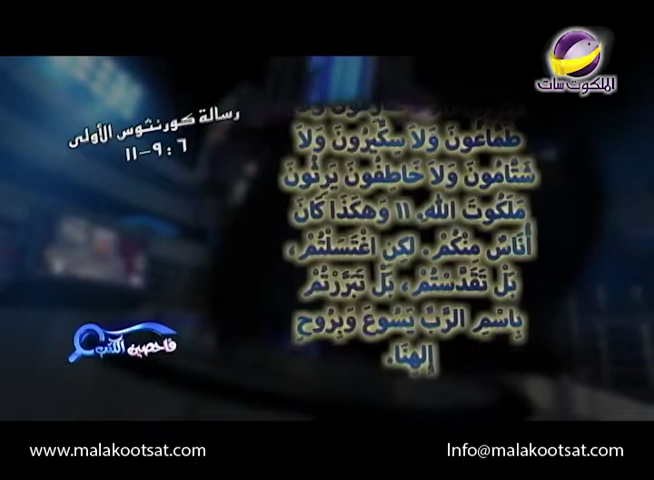 الملكوت سات
رسالة كورنثوس الأولى
٦ : ٩-١١
طَمَّاعُونَ وَلاَ سِكِّيرُونَ وَلاَ
شَتَّامُونَ وَلاَ خَاطِفُونَ يَرِثُونَ
مَلَكُوتَ اللهِ. ١١ وَهكَذَا كَانَ
أُنَاسٌ مِنْكُمْ. لكِنِ اغْتَسَلْتُمْ،
بَلْ تَقَدَّسْتُمْ، بَلْ تَبَرَّرْتُمْ
بِاسْمِ الرَّبِّ يَسُوعَ وَبِرُوحِ
إِلهِنَا.
فاحصين الكتب
www.malakootsat.com
Info@malakootsat.com